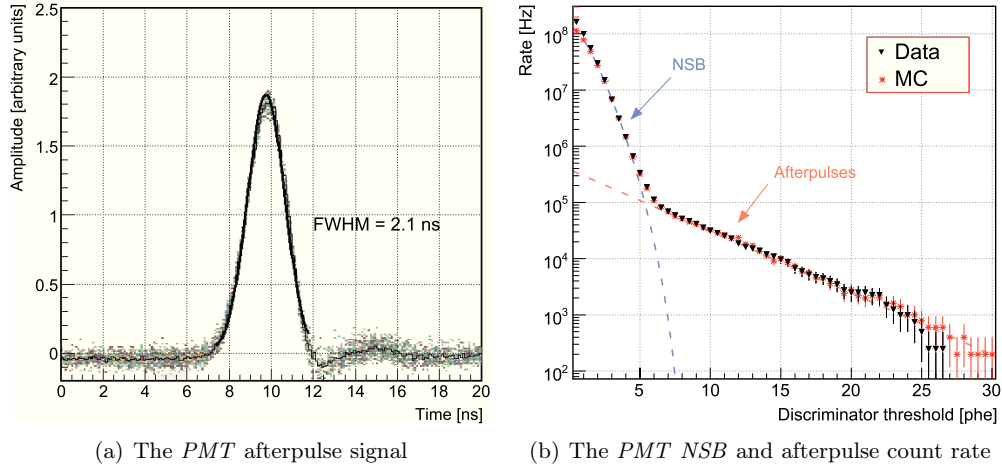 Amplitude [arbitrary units]
2.5
2
1.5
1
0.5
0
FWHM = 2.1 ns
0 2 4 6 8 10 12 14 16 18 20
Time [ns]
(a) The PMT afterpulse signal
Rate [Hz]
10^8
10^6
10^5
10^4
10^3
10^2
NSB
Afterpulses
Data
MC
0 5 10 15 20 25 30
Discriminator threshold [phe]
(b) The PMT NSB and afterpulse count rate